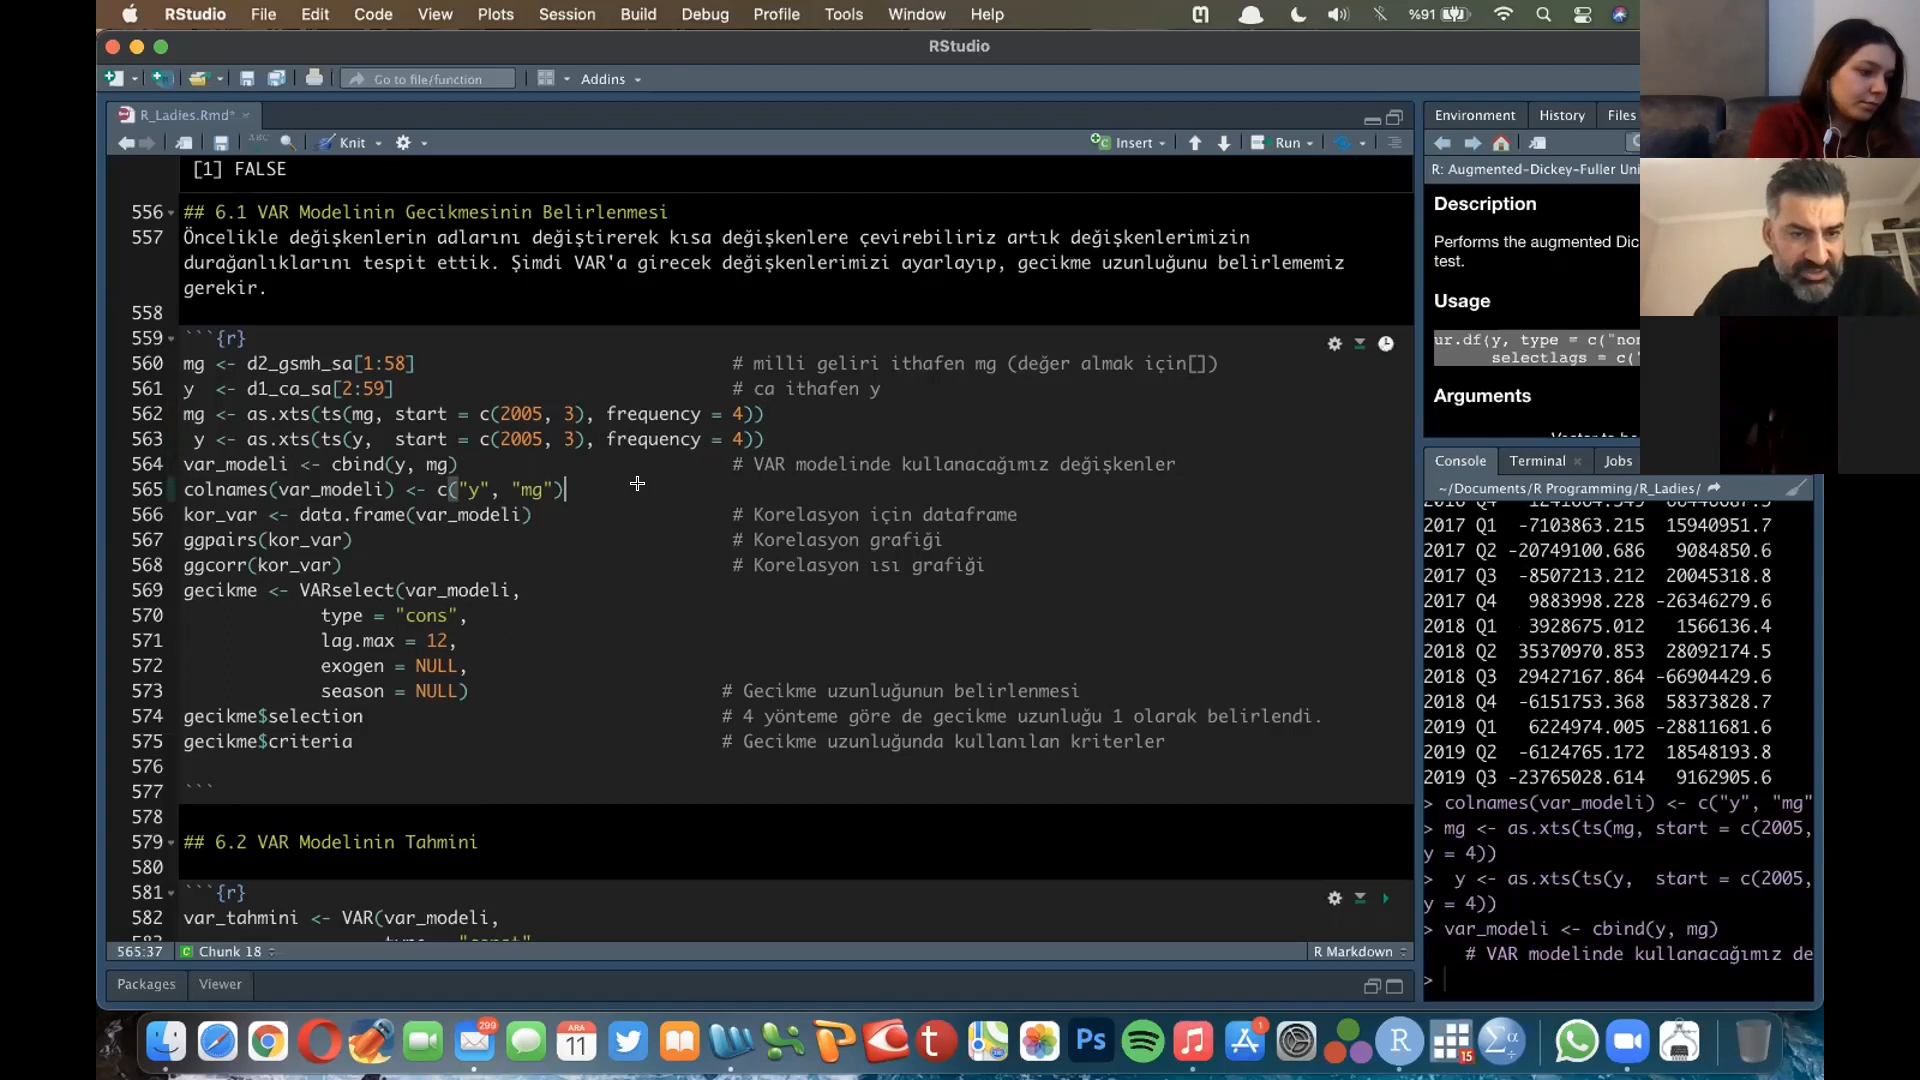 RStudio File Edit Code View Plots Session Build Debug Profile Tools Window Help %91
RStudio
Go to file/function Addins
R_Ladies.Rmd*
Knit Insert Run
[1] FALSE
556 ## 6.1 VAR Modelinin Gecikmesinin Belirlenmesi
557 Öncelikle değişkenlerin adlarını değiştirerek kısa değişkenlere çevirebiliriz artık değişkenlerimizin
durağanlıklarını tespit ettik. Şimdi VAR'a girecek değişkenlerimizi ayarlayıp, gecikme uzunluğunu belirlememiz
gerekir.
558
559 ```{r}
560 mg <- d2_gsmh_sa[1:58] # milli geliri ithafen mg (değer almak için[])
561 y <- d1_ca_sa[2:59] # ca ithafen y
562 mg <- as.xts(ts(mg, start = c(2005, 3), frequency = 4))
563 y <- as.xts(ts(y, start = c(2005, 3), frequency = 4))
564 var_modeli <- cbind(y, mg) # VAR modelinde kullanacağımız değişkenler
565 colnames(var_modeli) <- c("y", "mg")
566 kor_var <- data.frame(var_modeli) # Korelasyon için dataframe
567 ggpairs(kor_var) # Korelasyon grafiği
568 ggcorr(kor_var) # Korelasyon ısı grafiği
569 gecikme <- VARselect(var_modeli,
570 type = "cons",
571 lag.max = 12,
572 exogen = NULL,
573 season = NULL) # Gecikme uzunluğunun belirlenmesi
574 gecikme$selection # 4 yönteme göre de gecikme uzunluğu 1 olarak belirlendi.
575 gecikme$criteria # Gecikme uzunluğunda kullanılan kriterler
576
577 ```
578
579 ## 6.2 VAR Modelinin Tahmini
580
581 ```{r}
582 var_tahmini <- VAR(var_modeli,
565:37 Chunk 18 R Markdown
Packages Viewer
Environment History Files
R: Augmented-Dickey-Fuller Uni
Description
Performs the augmented Dic
test.
Usage
ur.df(y, type = c("nor
selectlags = c("
Arguments
Console Terminal Jobs
~/Documents/R Programming/R_Ladies/
2017 Q1 -7103863.215 15940951.7
2017 Q2 -20749100.686 9084850.6
2017 Q3 -8507213.212 20045318.8
2017 Q4 9883998.228 -26346279.6
2018 Q1 3928675.012 1566136.4
2018 Q2 35370970.853 28092174.5
2018 Q3 29427167.864 -66904429.6
2018 Q4 -6151753.368 58373828.7
2019 Q1 6224974.005 -28811681.6
2019 Q2 -6124765.172 18548193.8
2019 Q3 -23765028.614 9162905.6
> colnames(var_modeli) <- c("y", "mg"
> mg <- as.xts(ts(mg, start = c(2005,
y = 4))
> y <- as.xts(ts(y, start = c(2005,
y = 4))
> var_modeli <- cbind(y, mg)
# VAR modelinde kullanacağımız de
>
299 ARA 11 Ps 1 R 15 Σα